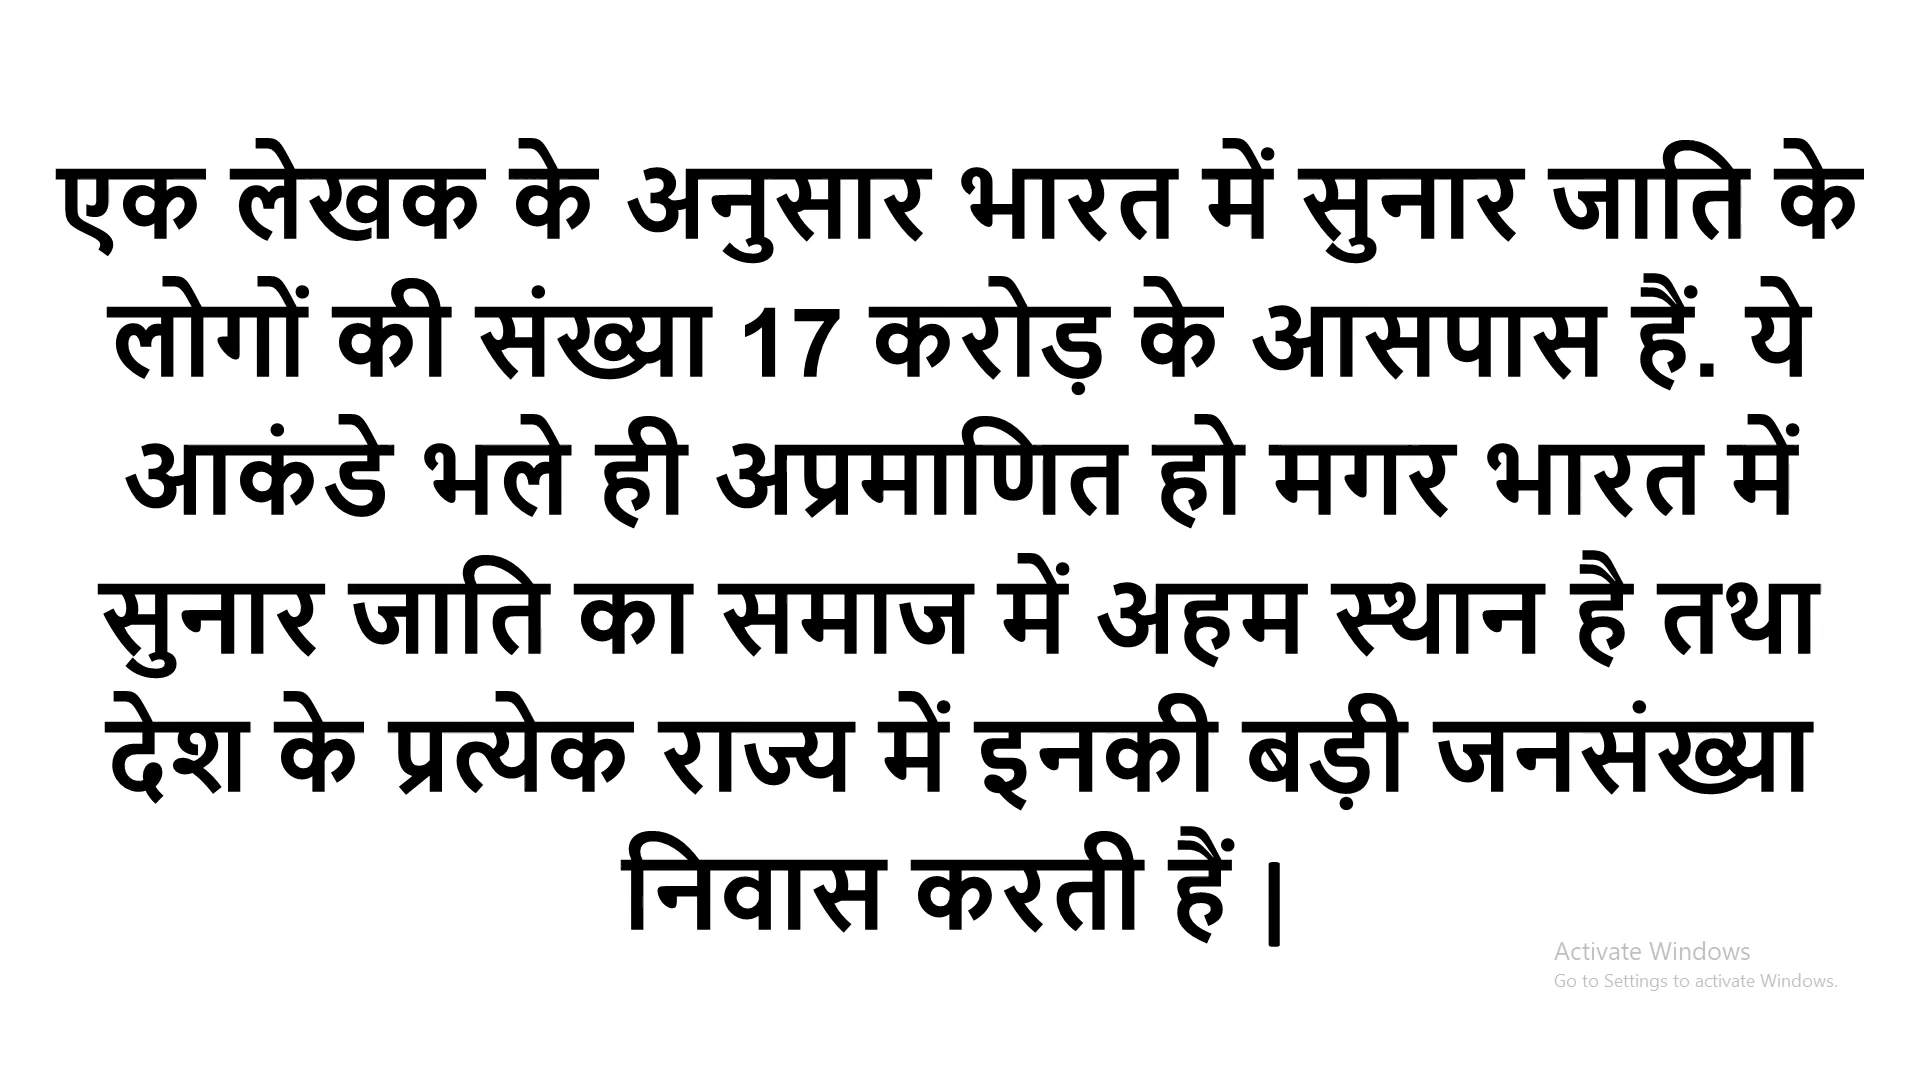 एक लेखक के अनुसार भारत में सुनार जाति के
लोगों की संख्या 17 करोड़ के आसपास हैं. ये
आकंडे भले ही अप्रमाणित हो मगर भारत में
सुनार जाति का समाज में अहम स्थान है तथा
देश के प्रत्येक राज्य में इनकी बड़ी जनसंख्या
निवास करती हैं |
Activate Windows
Go to Settings to activate Windows.